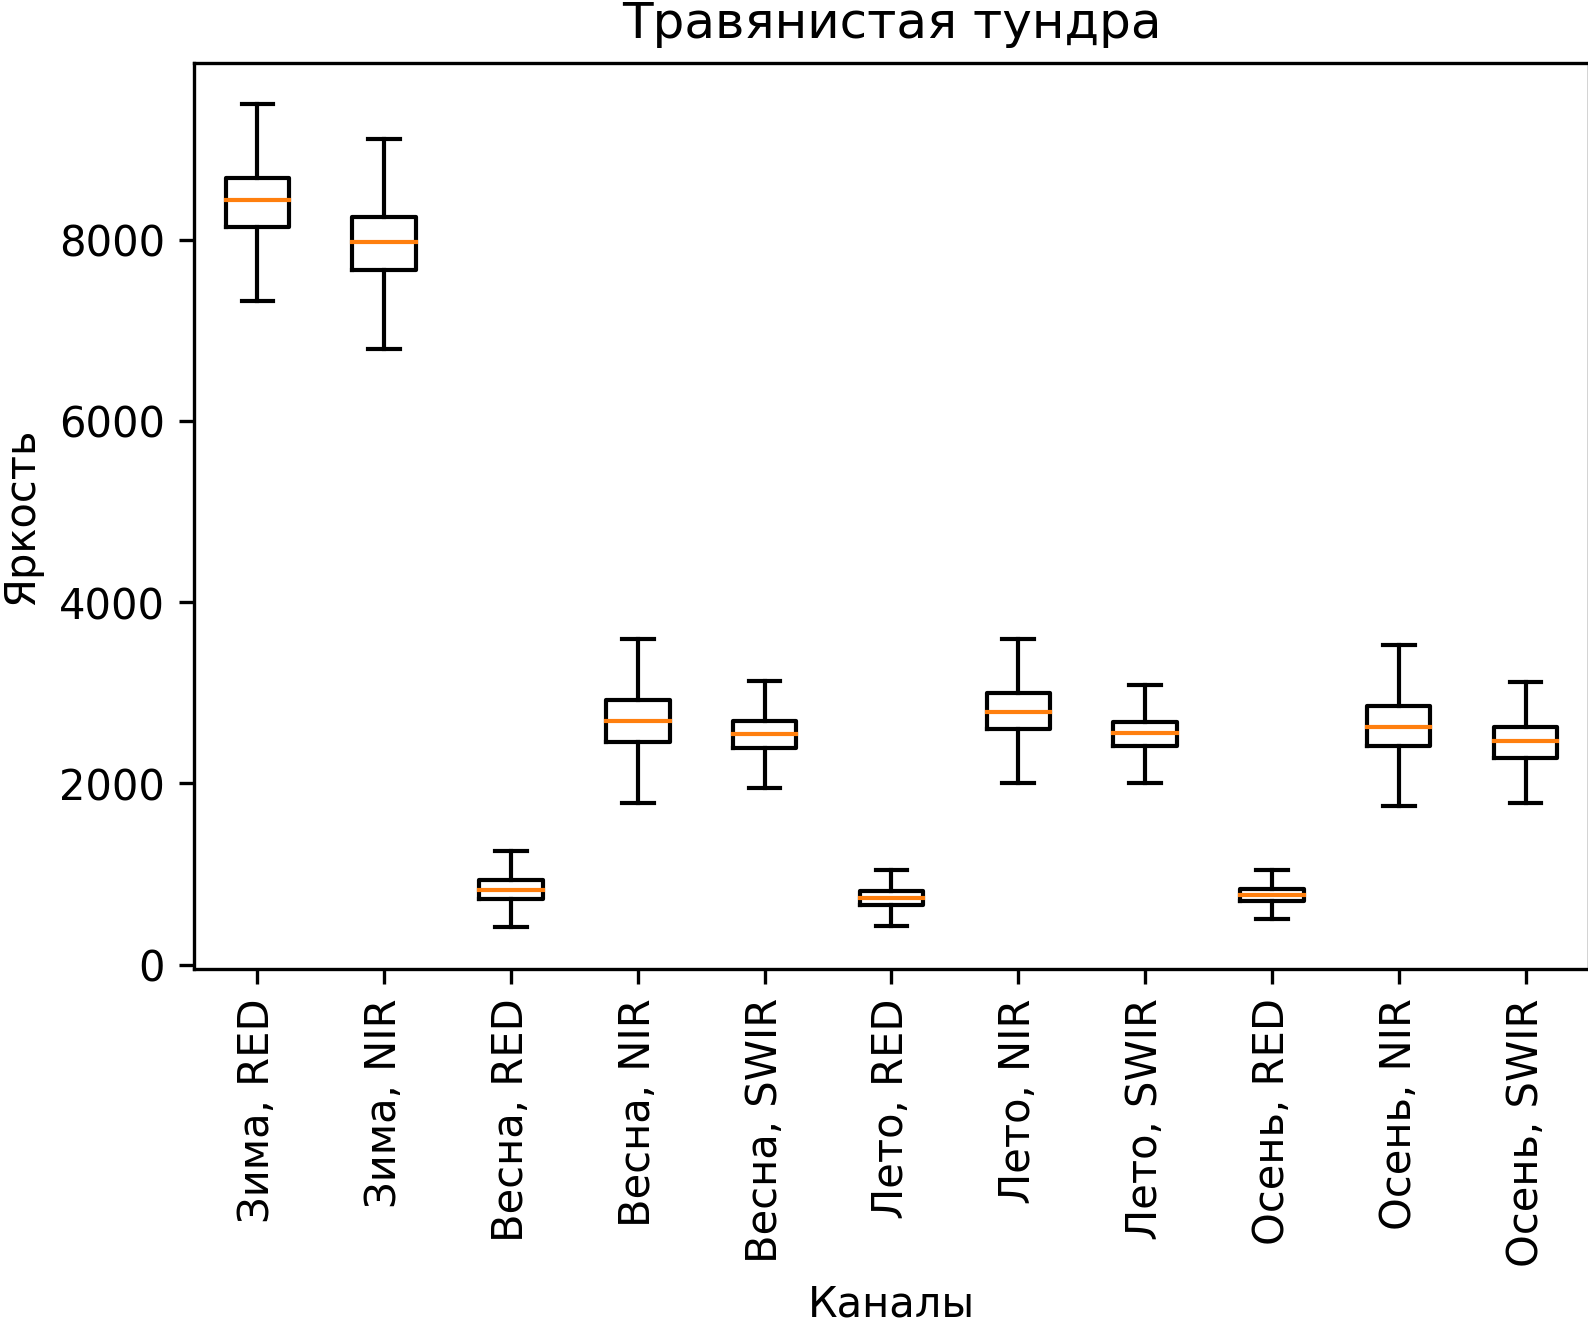 Травянистая тундра
Яркость
8000
6000
4000
2000
0
Зима, RED
Зима, NIR
Весна, RED
Весна, NIR
Весна, SWIR
Лето, RED
Лето, NIR
Лето, SWIR
Осень, RED
Осень, NIR
Осень, SWIR
Каналы